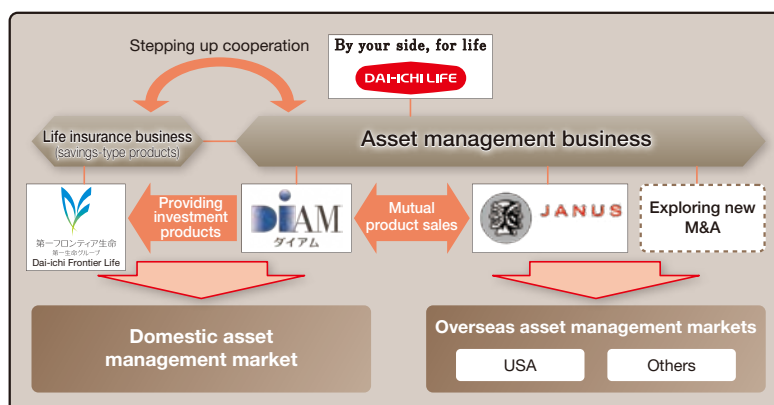 Stepping up cooperation
By your side, for life
DAI-ICHI LIFE
Life insurance business
(savings-type products)
Asset management business
第一フロンティア生命
第一生命グループ
Dai-ichi Frontier Life
Providing
investment
products
DIAM
ダイアム
Mutual
product sales
JANUS
Exploring new
M&A
Domestic asset
management market
Overseas asset management markets
USA
Others